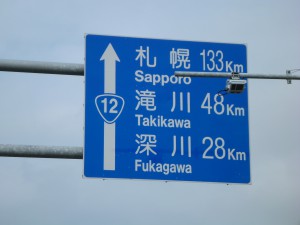 札幌 133Km
Sapporo
12
滝川 48Km
Takikawa
深川 28Km
Fukagawa